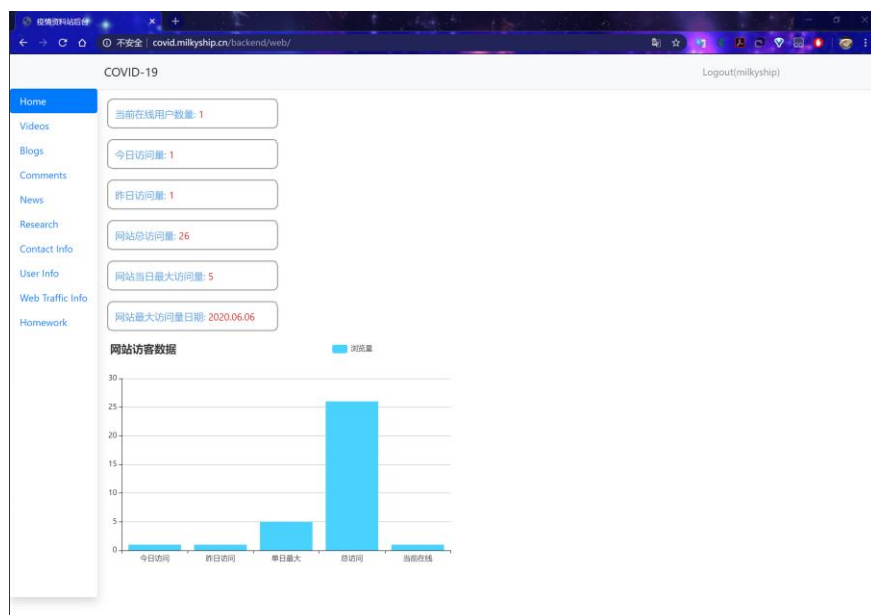 疫情资料站后台
不安全 | covid.milkyship.cn/backend/web/
COVID-19
Logout(milkyship)
Home
Videos
Blogs
Comments
News
Research
Contact Info
User Info
Web Traffic Info
Homework
当前在线用户数量: 1
今日访问量: 1
昨日访问量: 1
网站总访问量: 26
网站当日最大访问量: 5
网站最大访问量日期: 2020.06.06
网站访客数据
浏览量
30
25
20
15
10
5
0
今日访问 昨日访问 单日最大 总访问 当前在线